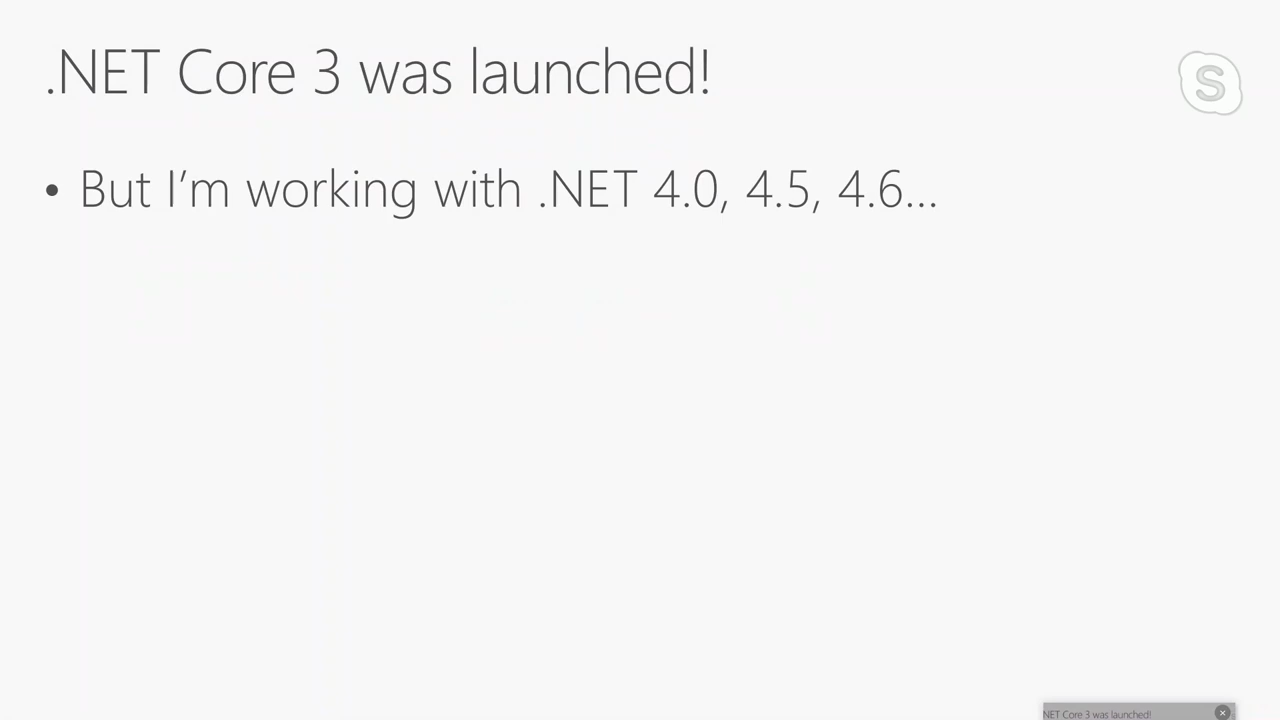 .NET Core 3 was launched!
S
• But I'm working with .NET 4.0, 4.5, 4.6...
NET Core 3 was launched!